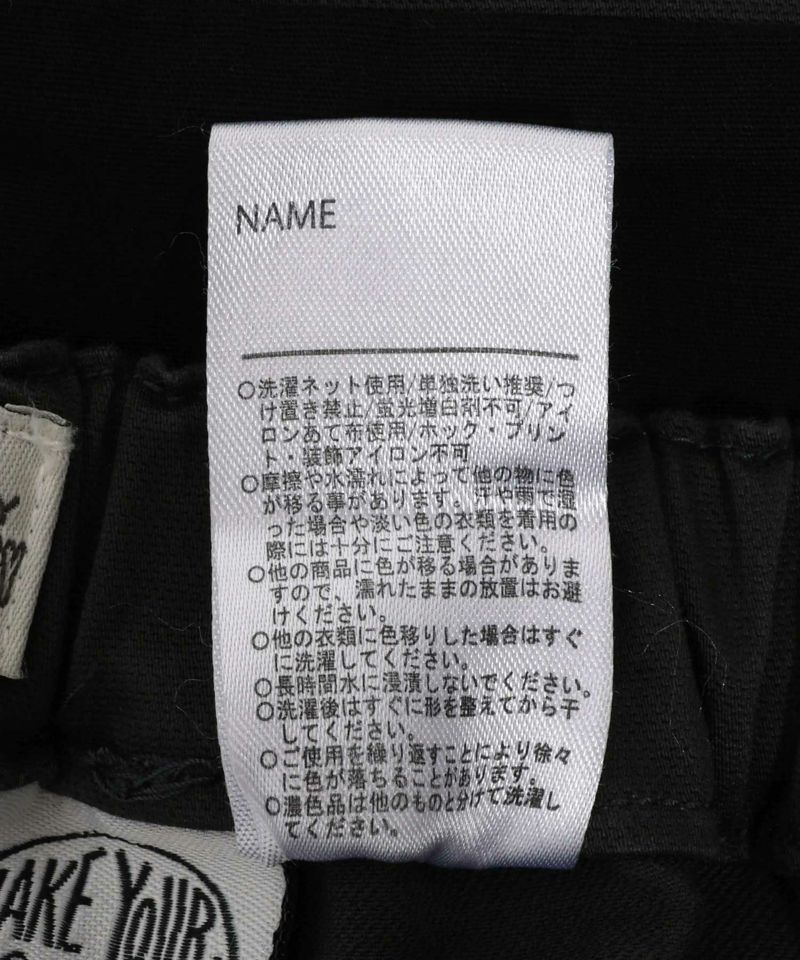 NAME
○洗濯ネット使用/単独洗い推奨/つ
け置き禁止/蛍光増白剤不可/アイ
ロンあて布使用/ホック・プリン
ト・装飾アイロン不可
○摩擦や水濡れによって他の物に色
が移る事があります。汗や雨で湿
った場合や淡い色の衣類を着用の
際には十分にご注意ください。
○他の商品に色が移る場合がありま
すので、濡れたままの放置はお避
けください。
○他の衣類に色移りした場合はすぐ
に洗濯してください。
○長時間水に浸漬しないでください。
○洗濯後はすぐに形を整えてから干
してください。
○ご使用を繰り返すことにより徐々
に色が落ちることがあります。
○濃色品は他のものと分けて洗濯し
てください。
MAKE YOUR